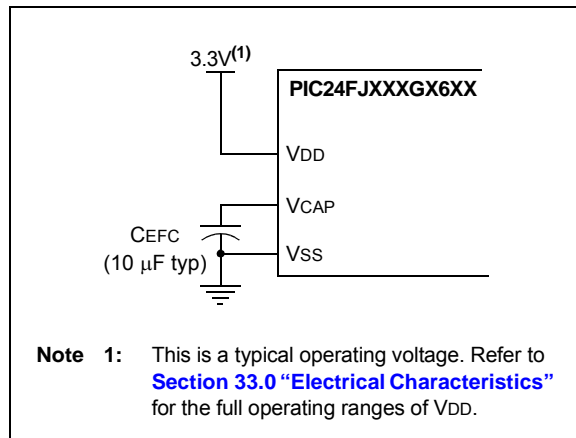 3.3V(1)
PIC24FJXXXGX6XX
VDD
VCAP
CEFC
(10 μF typ)
VSS
Note 1: This is a typical operating voltage. Refer to
Section 33.0 “Electrical Characteristics”
for the full operating ranges of VDD.